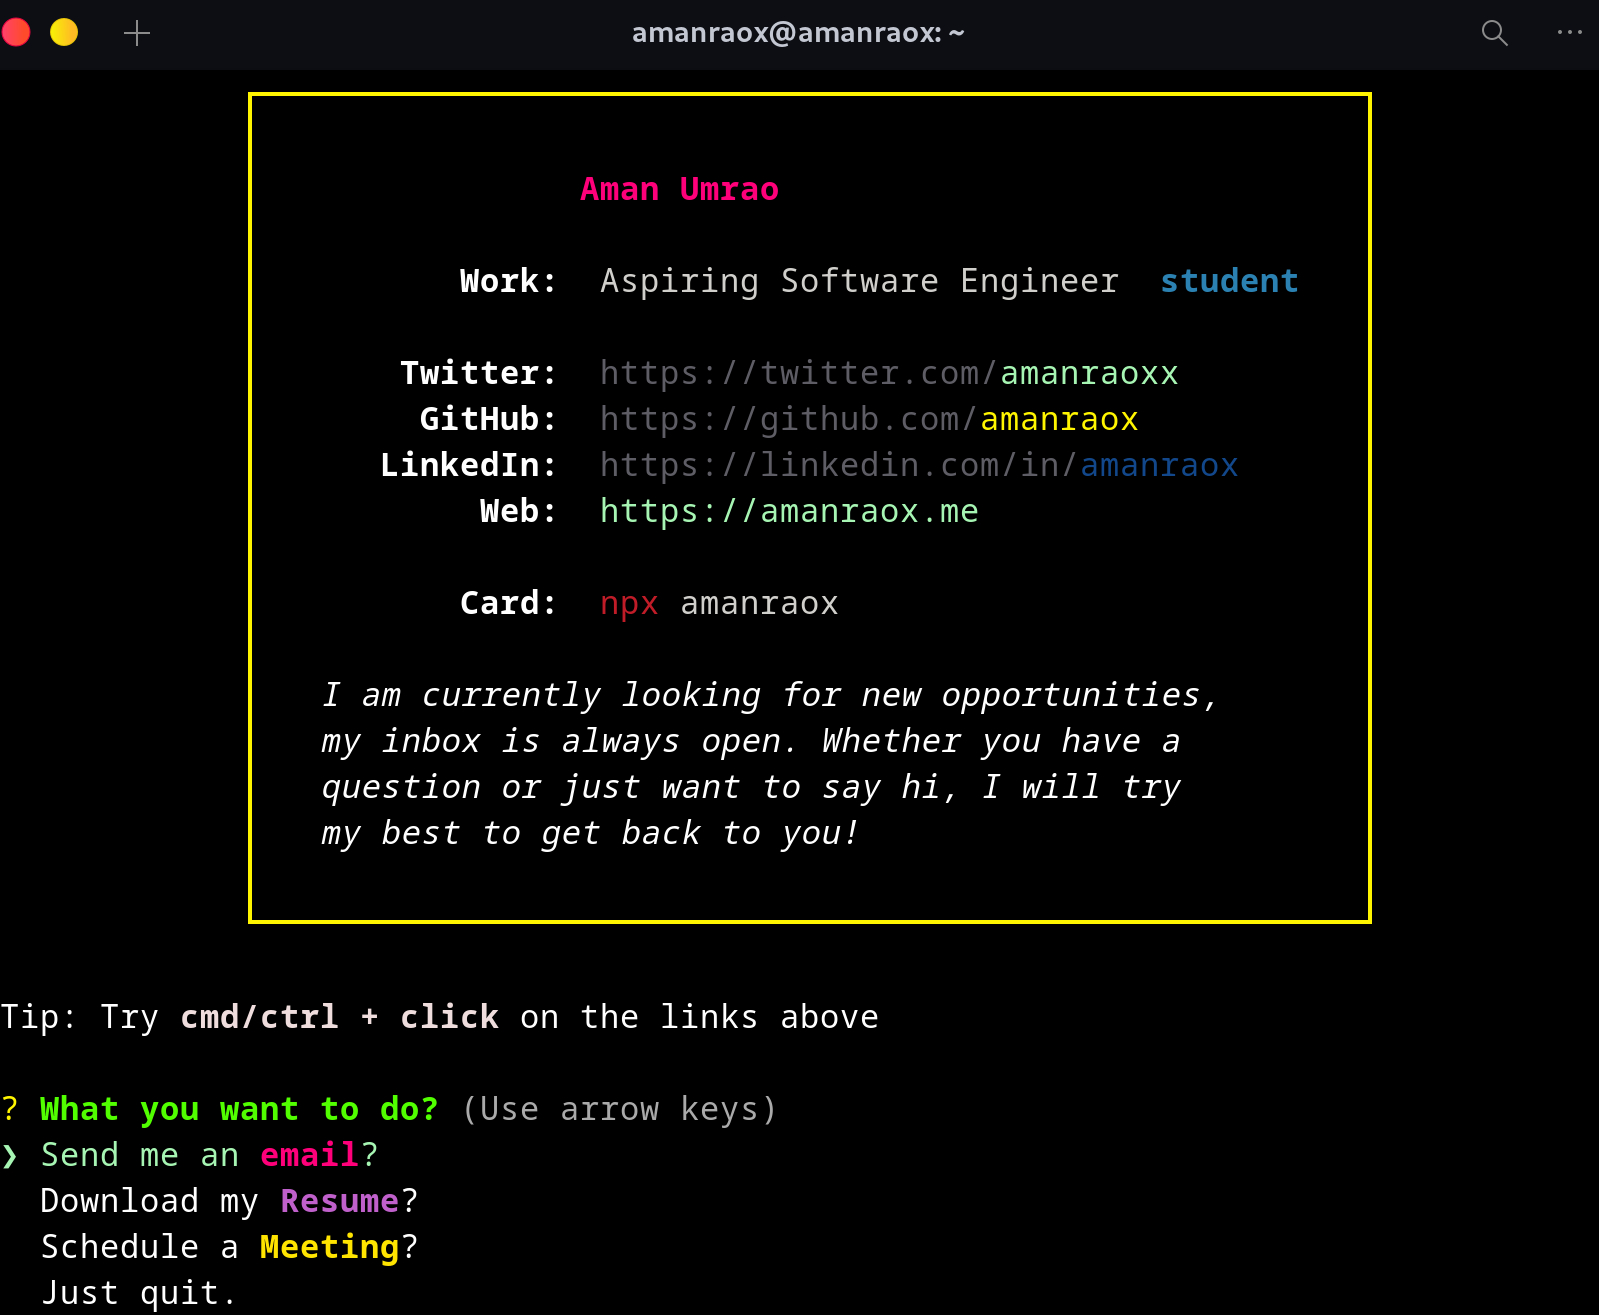 amanraox@amanraox: ~
Aman Umrao
Work: Aspiring Software Engineer student
Twitter: https://twitter.com/amanraoxx
GitHub: https://github.com/amanraox
LinkedIn: https://linkedin.com/in/amanraox
Web: https://amanraox.me
Card: npx amanraox
I am currently looking for new opportunities,
my inbox is always open. Whether you have a
question or just want to say hi, I will try
my best to get back to you!
Tip: Try cmd/ctrl + click on the links above
? What you want to do? (Use arrow keys)
❯ Send me an email?
Download my Resume?
Schedule a Meeting?
Just quit.